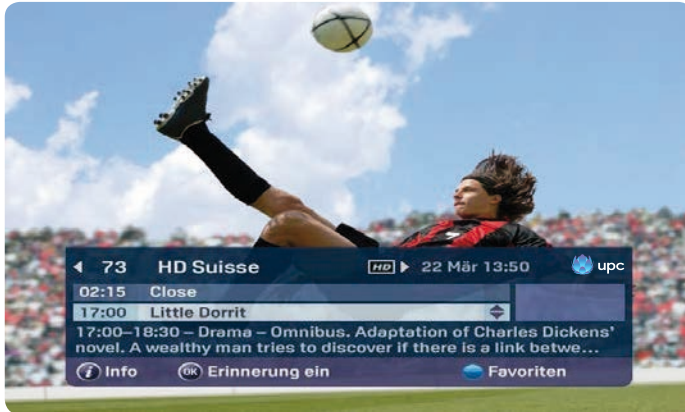 73 HD Suisse HD 22 Mär 13:50 upc
02:15 Close
17:00 Little Dorrit
17:00–18:30 – Drama – Omnibus. Adaptation of Charles Dickens'
novel. A wealthy man tries to discover if there is a link betwe...
i Info OK Erinnerung ein Favoriten